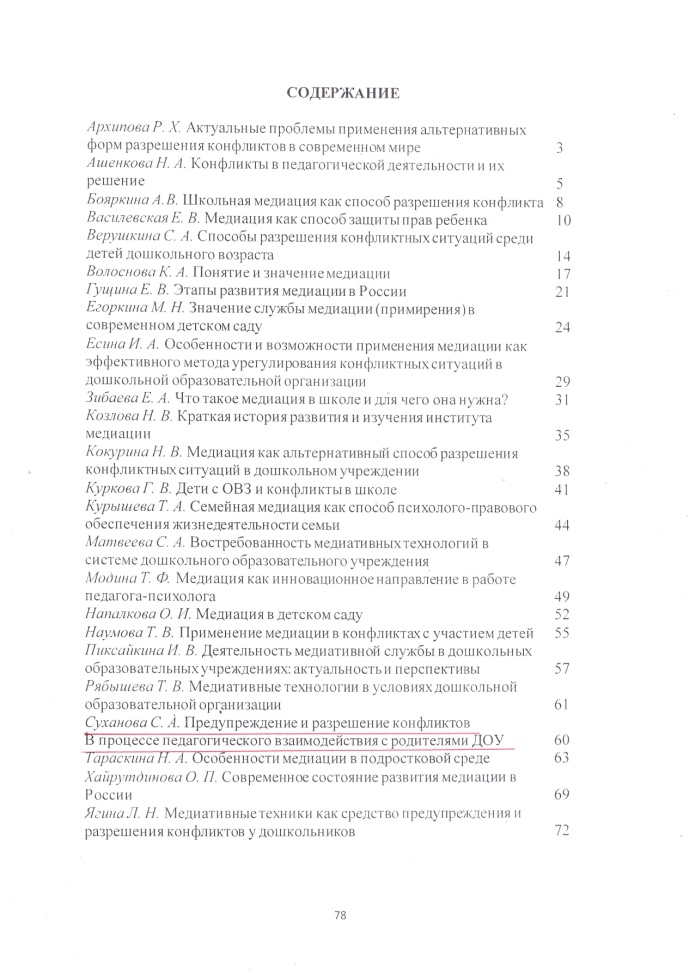 СОДЕРЖАНИЕ
Архипова Р. Х. Актуальные проблемы применения альтернативных
форм разрешения конфликтов в современном мире 3
Ашенкова Н. А. Конфликты в педагогической деятельности и их
решение 5
Бояркина А.В. Школьная медиация как способ разрешения конфликта 8
Василевская Е. В. Медиация как способ защиты прав ребенка 10
Верушкина С. А. Способы разрешения конфликтных ситуаций среди
детей дошкольного возраста 14
Волоснова К. А. Понятие и значение медиации 17
Гущина Е. В. Этапы развития медиации в России 21
Егоркина М. Н. Значение службы медиации (примирения) в
современном детском саду 24
Есина И. А. Особенности и возможности применения медиации как
эффективного метода урегулирования конфликтных ситуаций в
дошкольной образовательной организации 29
Зибаева Е. А. Что такое медиация в школе и для чего она нужна? 31
Козлова Н. В. Краткая история развития и изучения института
медиации 35
Кокурина Н. В. Медиация как альтернативный способ разрешения
конфликтных ситуаций в дошкольном учреждении 38
Куркова Г. В. Дети с ОВЗ и конфликты в школе 41
Курышева Т. А. Семейная медиация как способ психолого-правового
обеспечения жизнедеятельности семьи 44
Матвеева С. А. Востребованность медиативных технологий в
системе дошкольного образовательного учреждения 47
Модина Т. Ф. Медиация как инновационное направление в работе
педагога-психолога 49
Напалкова О. И. Медиация в детском саду 52
Наумова Т. В. Применение медиации в конфликтах с участием детей 55
Пиксайкина И. В. Деятельность медиативной службы в дошкольных
образовательных учреждениях: актуальность и перспективы 57
Рябышева Т. В. Медиативные технологии в условиях дошкольной
образовательной организации 61
Суханова С. А. Предупреждение и разрешение конфликтов
В процессе педагогического взаимодействия с родителями ДОУ 60
Тараскина Н. А. Особенности медиации в подростковой среде 63
Хайрутдинова О. П. Современное состояние развития медиации в
России 69
Ягина Л. Н. Медиативные техники как средство предупреждения и
разрешения конфликтов у дошкольников 72
78